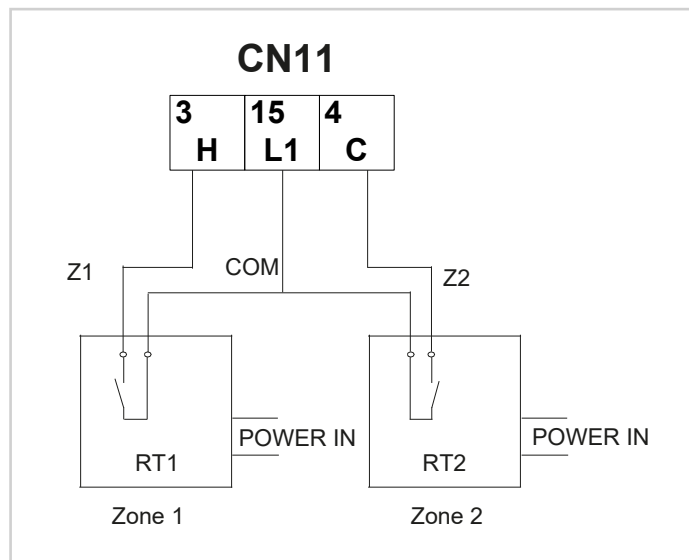 CN11
3 15 4
H L1 C
Z1 COM Z2
POWER IN POWER IN
RT1 RT2
Zone 1 Zone 2